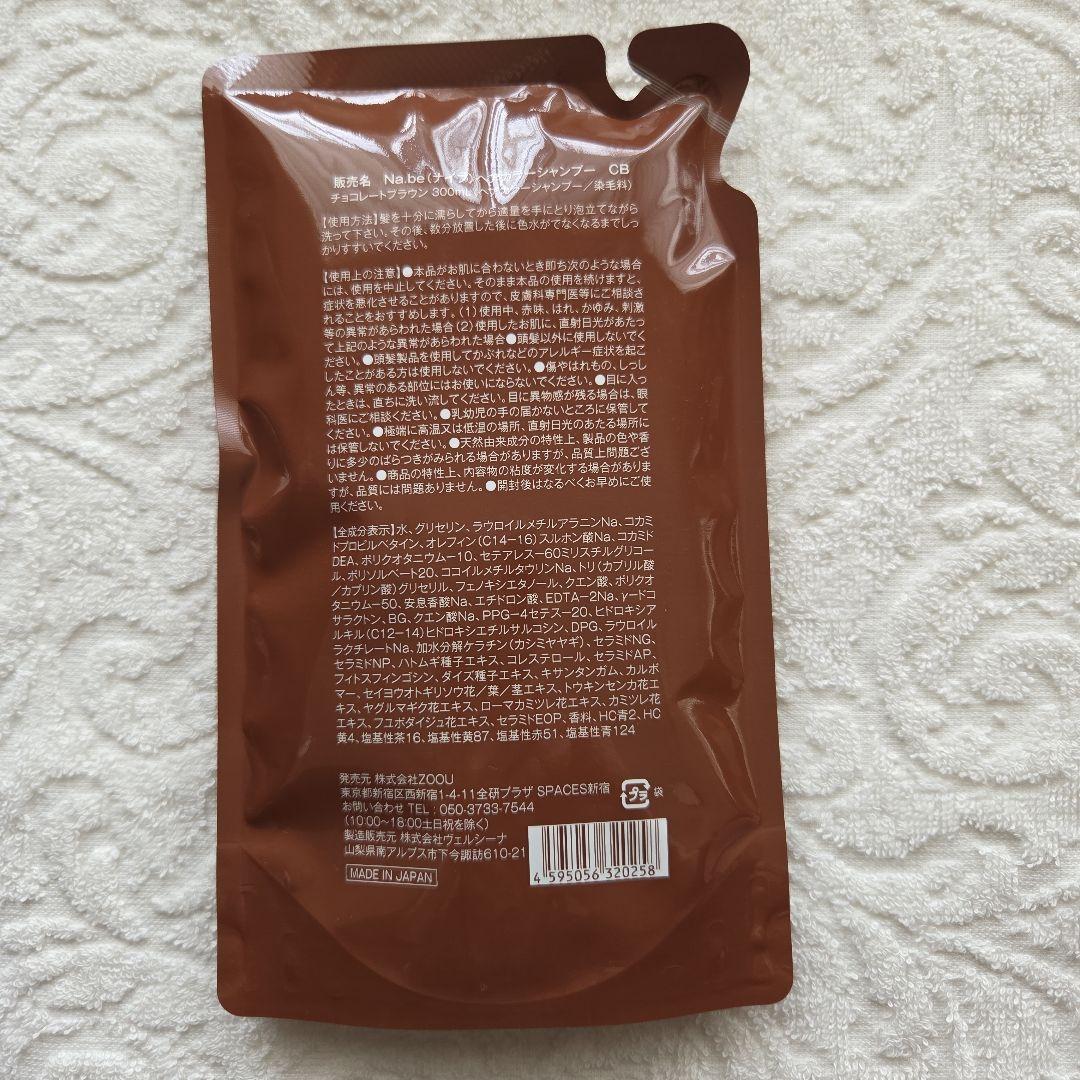 販売名 Na.be(ナイブ)ヘアカラーシャンプー CB
チョコレートブラウン 300mL(ヘアカラーシャンプー/染毛料)
【使用方法】髪を十分に濡らしてから適量を手にとり泡立てながら
洗って下さい。その後、数分放置した後に色水がでなくなるまでしっ
かりすすいでください。
【使用上の注意】●本品がお肌に合わないとき即ち次のような場合
には、使用を中止してください。そのまま本品の使用を続けますと、
症状を悪化させることがありますので、皮膚科専門医等にご相談さ
れることをおすすめします。(1)使用中、赤味、はれ、かゆみ、刺激
等の異常があらわれた場合(2)使用したお肌に、直射日光があたっ
て上記のような異常があらわれた場合●頭髪以外に使用しないでく
ださい。●頭髪製品を使用してかぶれなどのアレルギー症状を起こ
したことがある方は使用しないでください。●傷やはれもの、しっし
ん等、異常のある部位にはお使いにならないでください。●目に入っ
たときは、直ちに洗い流してください。目に異物感が残る場合は、眼
科医にご相談ください。●乳幼児の手の届かないところに保管して
ください。●極端に高温又は低温の場所、直射日光のあたる場所に
は保管しないでください。●天然由来成分の特性上、製品の色や香
りに多少のばらつきがみられる場合がありますが、品質上問題ござ
いません。●商品の特性上、内容物の粘度が変化する場合がありま
すが、品質には問題ありません。●開封後はなるべくお早めにご使
用ください。
【全成分表示】水、グリセリン、ラウロイルメチルアラニンNa、コカミ
ドプロピルベタイン、オレフィン(C14-16)スルホン酸Na、コカミド
DEA、ポリクオタニウム-10、セテアレス-60ミリスチルグリコー
ル、ポリソルベート20、ココイルメチルタウリンNa、トリ(カプリル酸
/カプリン酸)グリセリル、フェノキシエタノール、クエン酸、ポリクオ
タニウム-50、安息香酸Na、エチドロン酸、EDTA-2Na、γ-ドコ
サラクトン、BG、クエン酸Na、PPG-4セテス-20、ヒドロキシア
ルキル(C12-14)ヒドロキシエチルサルコシン、DPG、ラウロイル
ラクチレートNa、加水分解ケラチン(カシミヤヤギ)、セラミドNG、
セラミドNP、ハトムギ種子エキス、コレステロール、セラミドAP、
フィトスフィンゴシン、ダイズ種子エキス、キサンタンガム、カルボ
マー、セイヨウオトギリソウ花/葉/茎エキス、トウキンセンカ花エ
キス、ヤグルマギク花エキス、ローマカミツレ花エキス、カミツレ花
エキス、フユボダイジュ花エキス、セラミドEOP、香料、HC青2、HC
黄4、塩基性茶16、塩基性黄87、塩基性赤51、塩基性青124
発売元 株式会社ZOOU
東京都新宿区西新宿1-4-11全研プラザ SPACES新宿
お問い合わせ TEL:050-3733-7544
(10:00~18:00土日祝を除く)
製造販売元 株式会社ヴェルシーナ
山梨県南アルプス市下今諏訪610-21
MADE IN JAPAN
プラ 袋
4 595056 320258